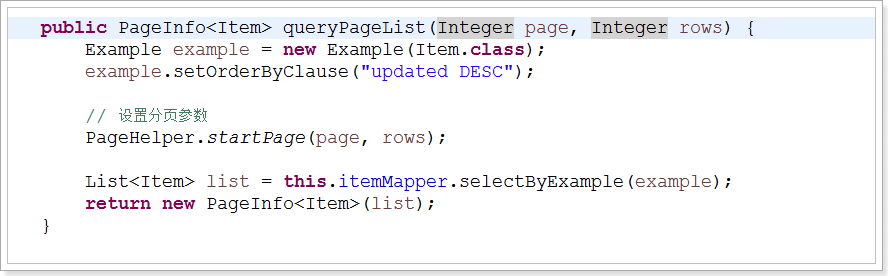 public PageInfo<Item> queryPageList(Integer page, Integer rows) {
Example example = new Example(Item.class);
example.setOrderByClause("updated DESC");
// 设置分页参数
PageHelper.startPage(page, rows);
List<Item> list = this.itemMapper.selectByExample(example);
return new PageInfo<Item>(list);
}